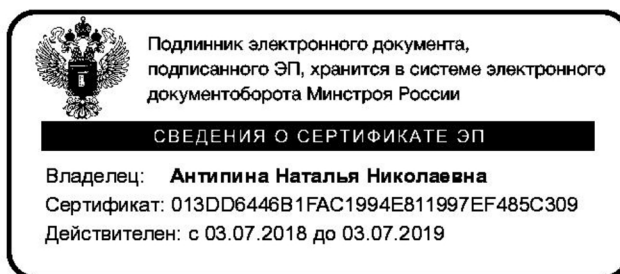 Подлинник электронного документа,
подписанного ЭП, хранится в системе электронного
документоборота Минстроя России
СВЕДЕНИЯ О СЕРТИФИКАТЕ ЭП
Владелец: Антипина Наталья Николаевна
Сертификат: 013DD6446B1FAC1994E811997EF485C309
Действителен: с 03.07.2018 до 03.07.2019